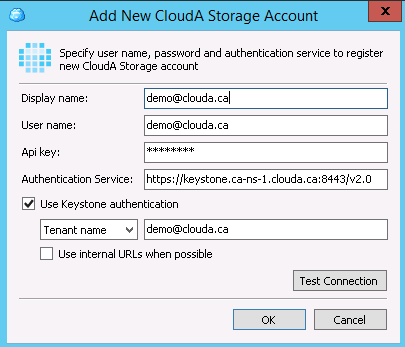 Add New CloudA Storage Account
Specify user name, password and authentication service to register
new CloudA Storage account
Display name: demo@clouda.ca
User name: demo@clouda.ca
Api key: ********
Authentication Service: https://keystone.ca-ns-1.clouda.ca:8443/v2.0
Use Keystone authentication
Tenant name demo@clouda.ca
Use internal URLs when possible
Test Connection
OK Cancel